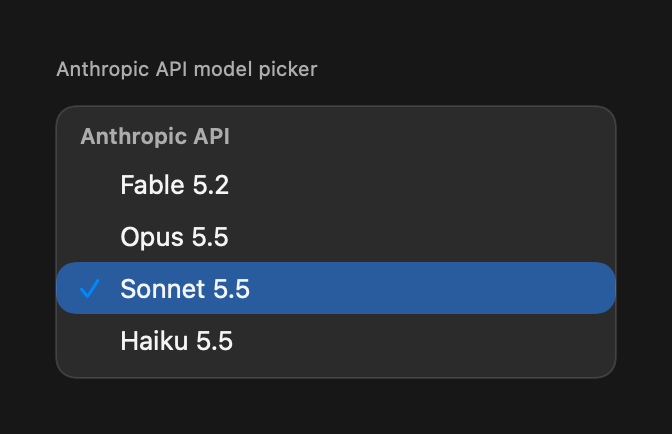 Anthropic API model picker
Anthropic API
Fable 5.2
Opus 5.5
Sonnet 5.5
Haiku 5.5